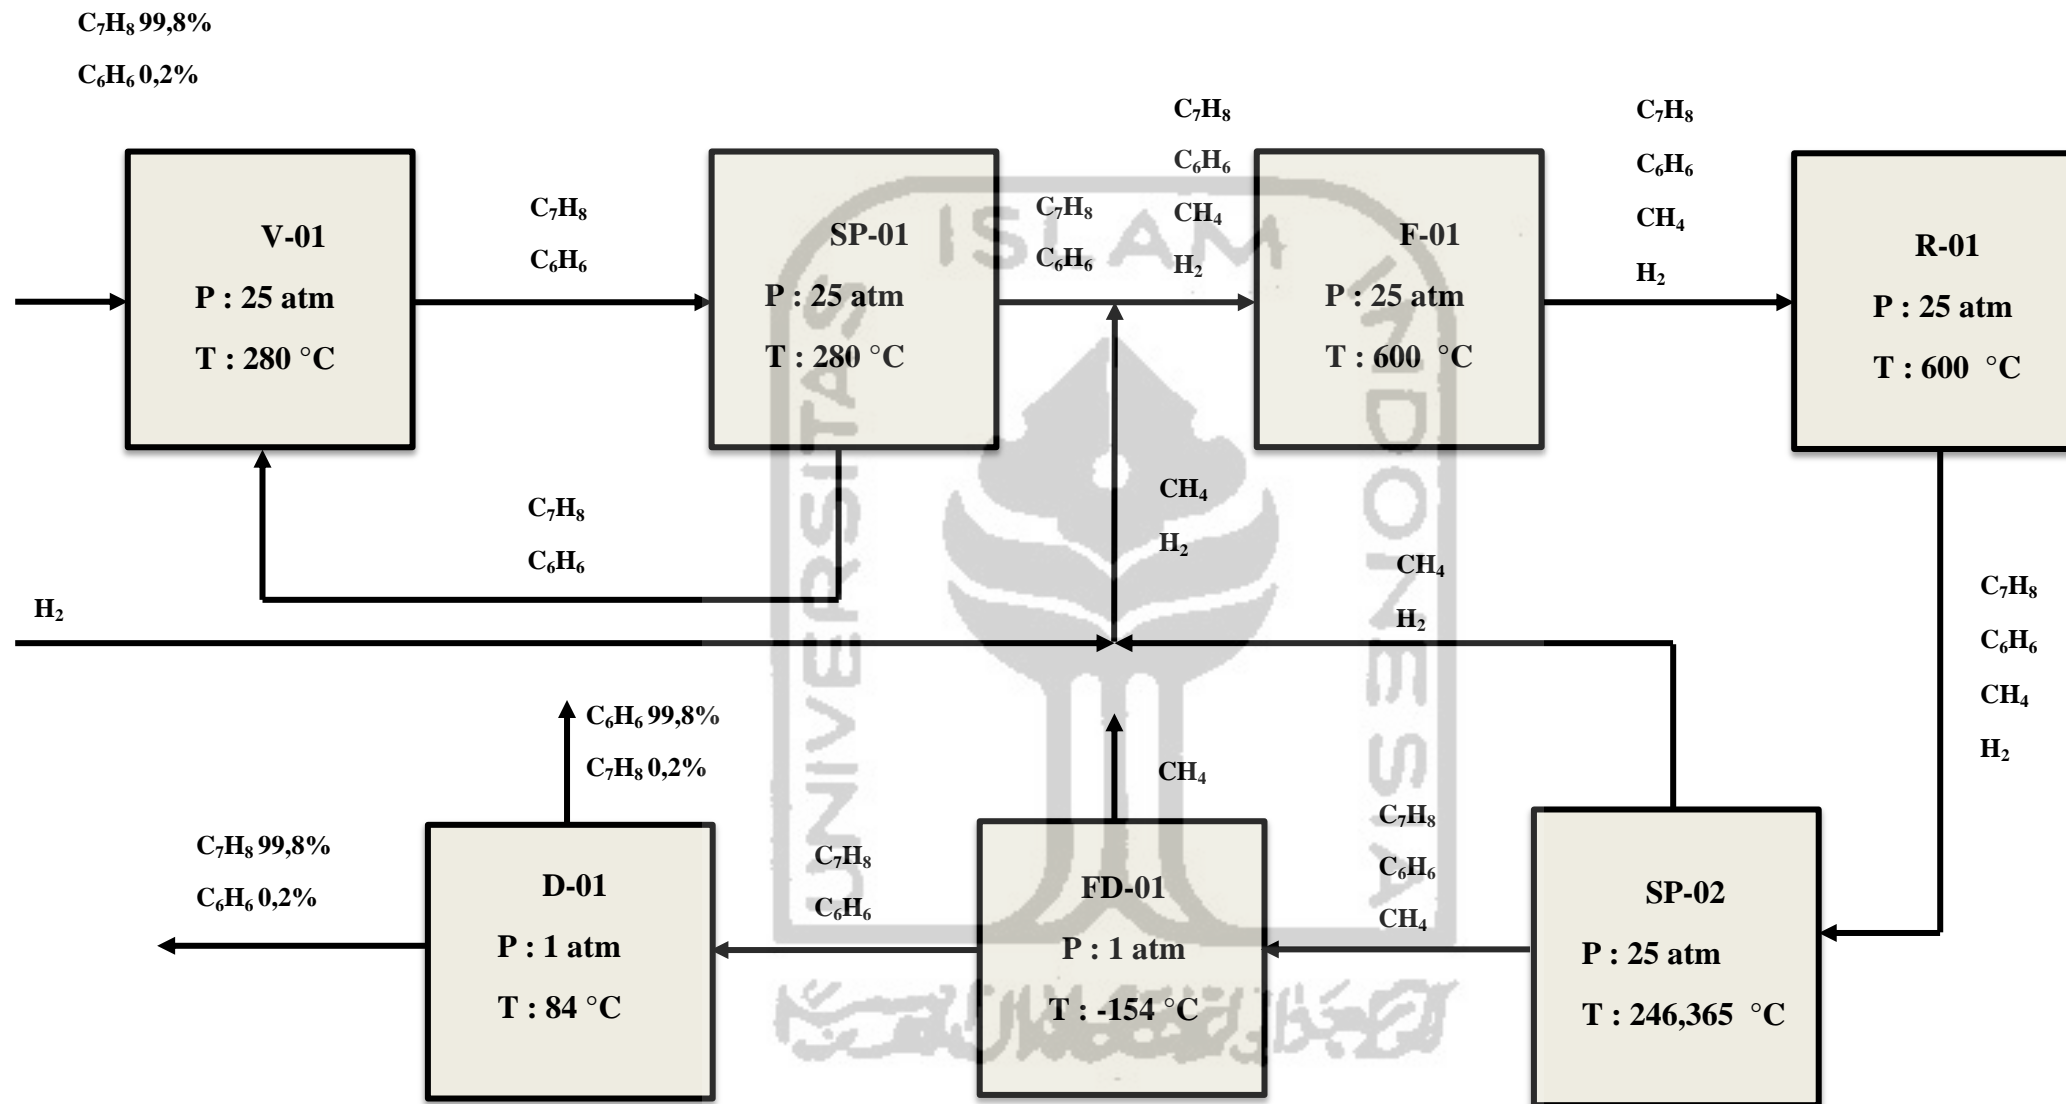 C₇H₈ 99,8%
C₆H₆ 0,2%
V-01
P : 25 atm
T : 280 °C
C₇H₈
C₆H₆
SP-01
P : 25 atm
T : 280 °C
C₇H₈
C₆H₆
C₇H₈
C₆H₆
CH₄
H₂
F-01
P : 25 atm
T : 600 °C
C₇H₈
C₆H₆
CH₄
H₂
R-01
P : 25 atm
T : 600 °C
C₇H₈
C₆H₆
CH₄
H₂
CH₄
H₂
H₂
C₇H₈
C₆H₆
CH₄
H₂
C₆H₆ 99,8%
C₇H₈ 0,2%
C₇H₈ 99,8%
C₆H₆ 0,2%
D-01
P : 1 atm
T : 84 °C
C₇H₈
C₆H₆
CH₄
FD-01
P : 1 atm
T : -154 °C
C₇H₈
C₆H₆
CH₄
SP-02
P : 25 atm
T : 246,365 °C
UNIVERSITAS
ISLAM
INDONESIA